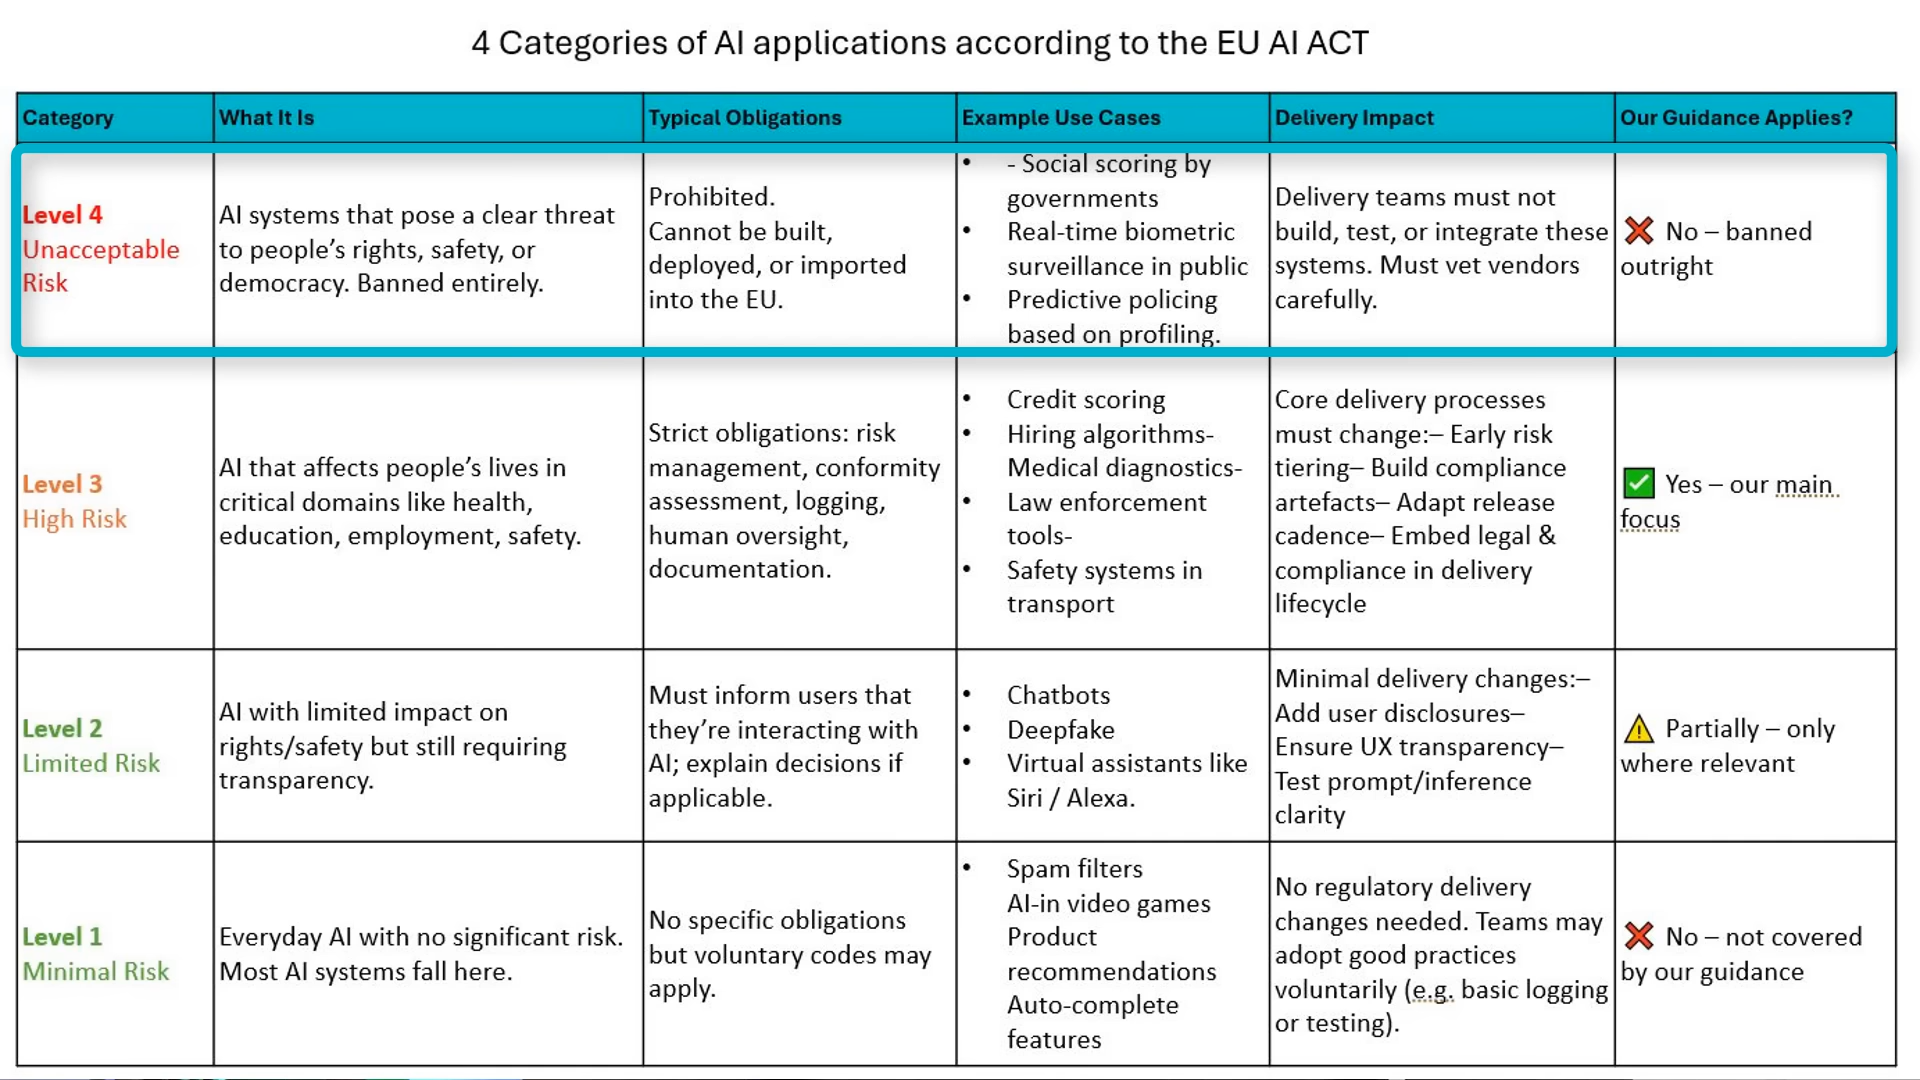 4 Categories of AI applications according to the EU AI ACT
Category
What It Is
Typical Obligations
Example Use Cases
Delivery Impact
Our Guidance Applies?
Level 4
Unacceptable
Risk
AI systems that pose a clear threat
to people’s rights, safety, or
democracy. Banned entirely.
Prohibited.
Cannot be built,
deployed, or imported
into the EU.
• - Social scoring by
governments
• Real-time biometric
surveillance in public
• Predictive policing
based on profiling.
Delivery teams must not
build, test, or integrate these
systems. Must vet vendors
carefully.
❌ No – banned
outright
Level 3
High Risk
AI that affects people’s lives in
critical domains like health,
education, employment, safety.
Strict obligations: risk
management, conformity
assessment, logging,
human oversight,
documentation.
• Credit scoring
• Hiring algorithms-
Medical diagnostics-
• Law enforcement
tools-
• Safety systems in
transport
Core delivery processes
must change:– Early risk
tiering– Build compliance
artefacts– Adapt release
cadence– Embed legal &
compliance in delivery
lifecycle
✅ Yes – our main
focus
Level 2
Limited Risk
AI with limited impact on
rights/safety but still requiring
transparency.
Must inform users that
they’re interacting with
AI; explain decisions if
applicable.
• Chatbots
• Deepfake
• Virtual assistants like
Siri / Alexa.
Minimal delivery changes:–
Add user disclosures–
Ensure UX transparency–
Test prompt/inference
clarity
⚠️ Partially – only
where relevant
Level 1
Minimal Risk
Everyday AI with no significant risk.
Most AI systems fall here.
No specific obligations
but voluntary codes may
apply.
• Spam filters
AI-in video games
Product
recommendations
Auto-complete
features
No regulatory delivery
changes needed. Teams may
adopt good practices
voluntarily (e.g. basic logging
or testing).
❌ No – not covered
by our guidance